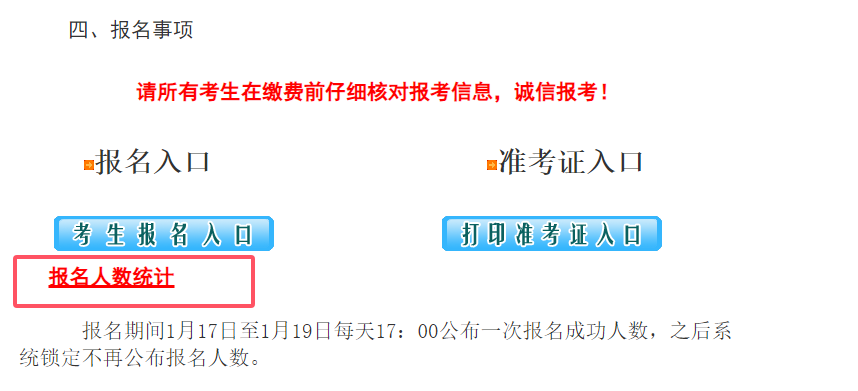 四、报名事项
请所有考生在缴费前仔细核对报考信息，诚信报考！
报名入口
准考证入口
考生报名入口
打印准考证入口
报名人数统计
报名期间1月17日至1月19日每天17：00公布一次报名成功人数，之后系
统锁定不再公布报名人数。